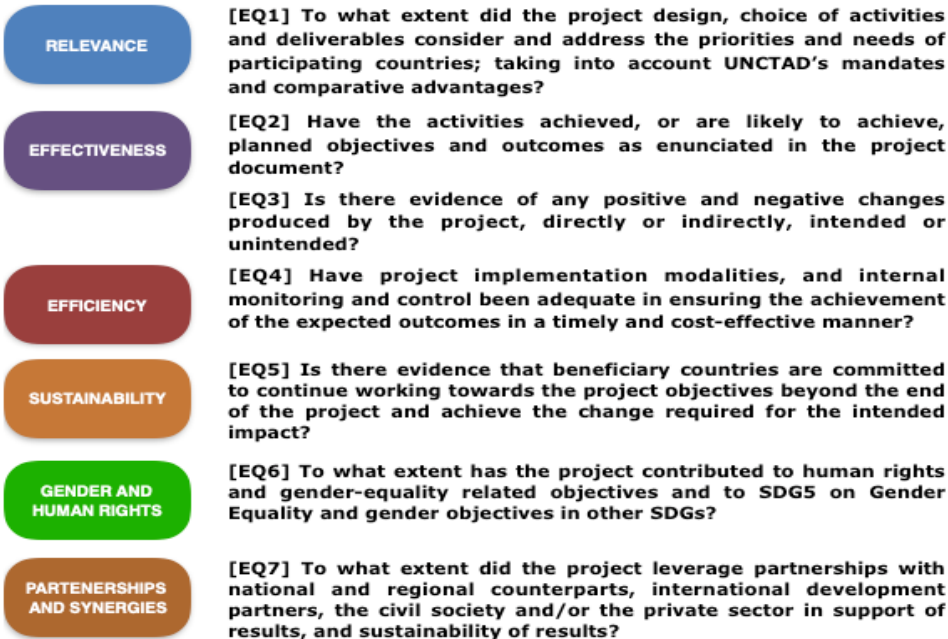 RELEVANCE
[EQ1] To what extent did the project design, choice of activities
and deliverables consider and address the priorities and needs of
participating countries; taking into account UNCTAD’s mandates
and comparative advantages?
EFFECTIVENESS
[EQ2] Have the activities achieved, or are likely to achieve,
planned objectives and outcomes as enunciated in the project
document?
[EQ3] Is there evidence of any positive and negative changes
produced by the project, directly or indirectly, intended or
unintended?
EFFICIENCY
[EQ4] Have project implementation modalities, and internal
monitoring and control been adequate in ensuring the achievement
of the expected outcomes in a timely and cost-effective manner?
SUSTAINABILITY
[EQ5] Is there evidence that beneficiary countries are committed
to continue working towards the project objectives beyond the end
of the project and achieve the change required for the intended
impact?
GENDER AND
HUMAN RIGHTS
[EQ6] To what extent has the project contributed to human rights
and gender-equality related objectives and to SDG5 on Gender
Equality and gender objectives in other SDGs?
PARTENERSHIPS
AND SYNERGIES
[EQ7] To what extent did the project leverage partnerships with
national and regional counterparts, international development
partners, the civil society and/or the private sector in support of
results, and sustainability of results?